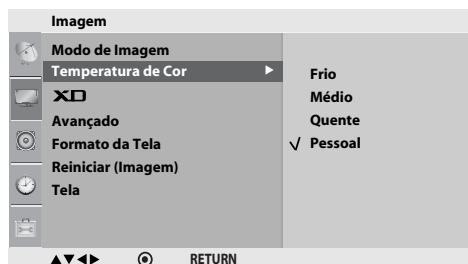 Imagem
Modo de Imagem
Temperatura de Cor
XD
Avançado
Formato da Tela
Reiniciar (Imagem)
Tela
Frio
Médio
Quente
Pessoal
RETURN